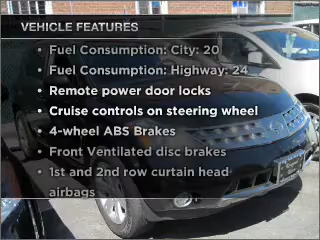 VEHICLE FEATURES
• Fuel Consumption: City: 20
• Fuel Consumption: Highway: 24
• Remote power door locks
• Cruise controls on steering wheel
• 4-wheel ABS Brakes
• Front Ventilated disc brakes
• 1st and 2nd row curtain head
airbags